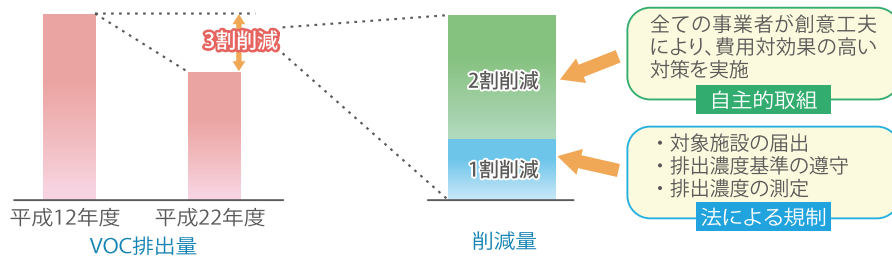 3割削減
平成12年度
平成22年度
VOC排出量
2割削減
1割削減
削減量
全ての事業者が創意工夫
により、費用対効果の高い
対策を実施
自主的取組
・対象施設の届出
・排出濃度基準の遵守
・排出濃度の測定
法による規制